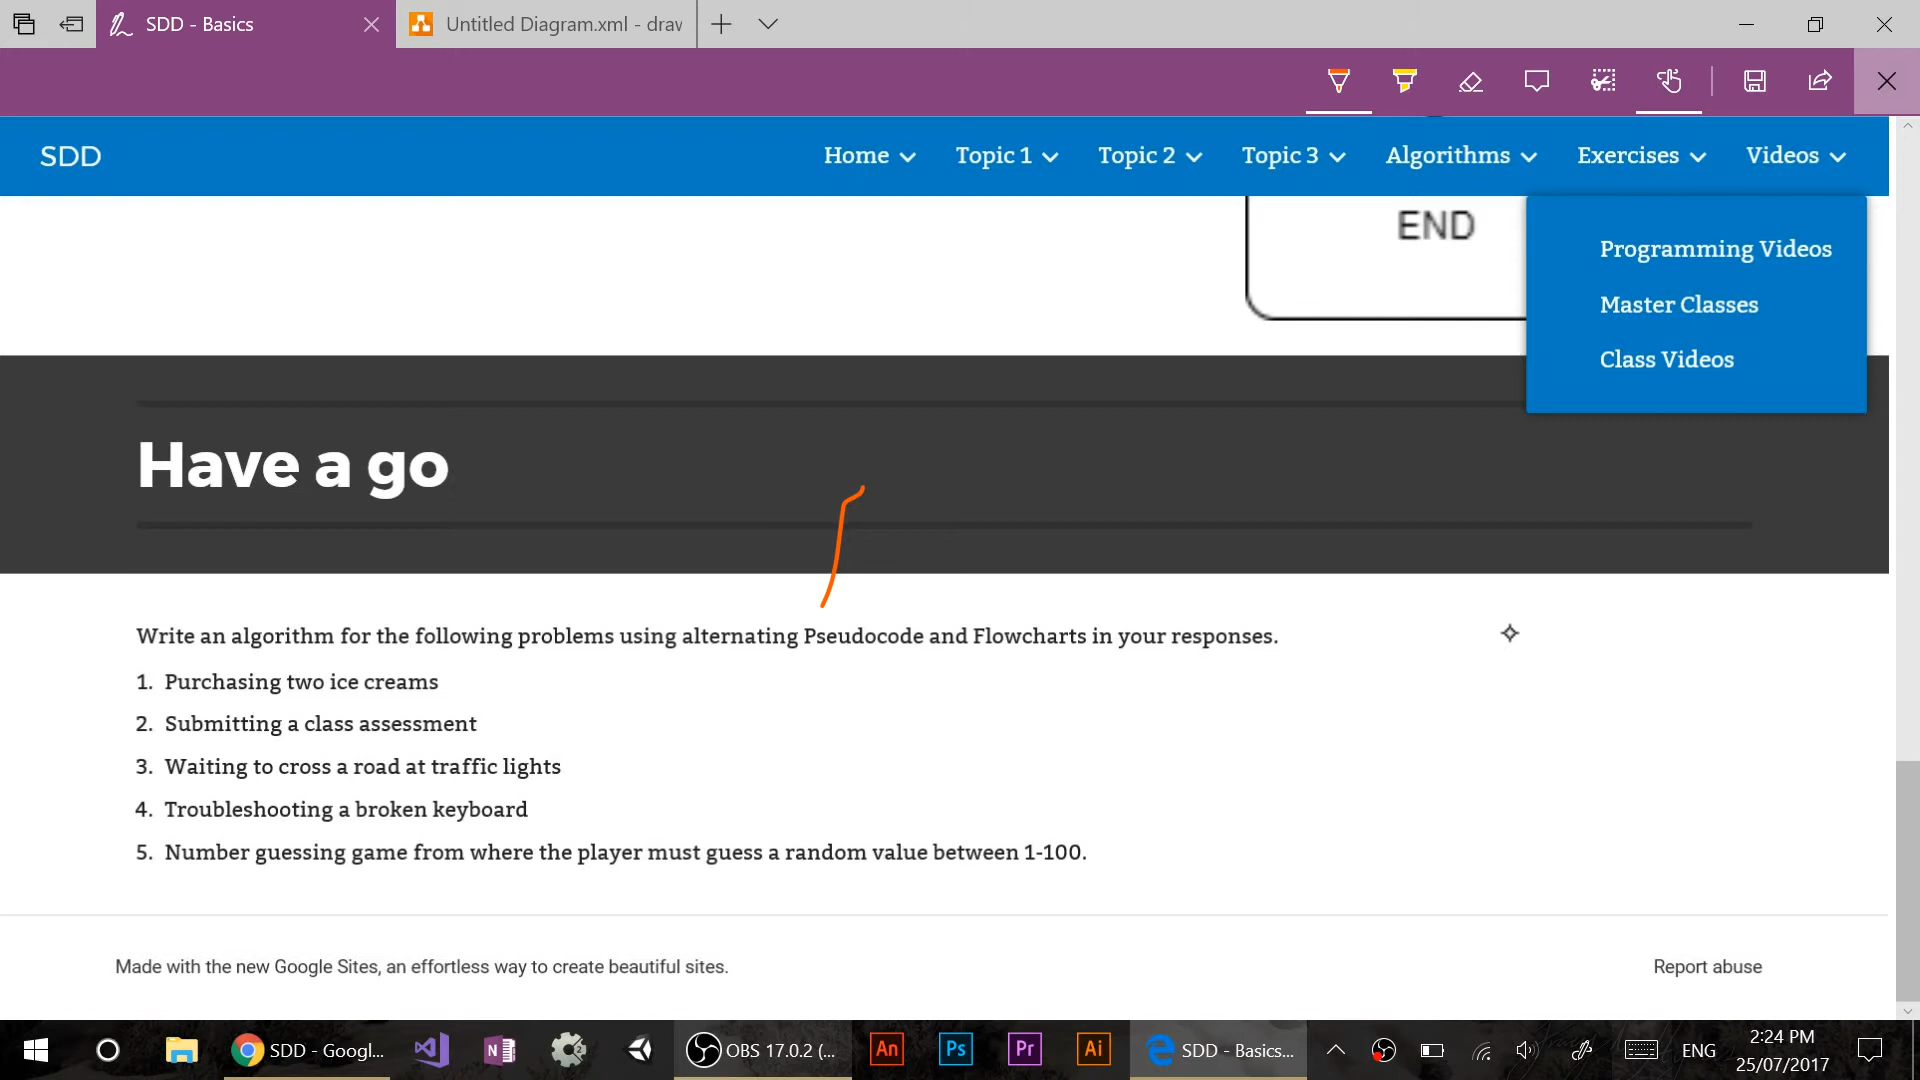 SDD - Basics
Untitled Diagram.xml - drav
SDD
Home
Topic 1
Topic 2
Topic 3
Algorithms
Exercises
Videos
END
Programming Videos
Master Classes
Class Videos
Have a go
Write an algorithm for the following problems using alternating Pseudocode and Flowcharts in your responses.
1. Purchasing two ice creams
2. Submitting a class assessment
3. Waiting to cross a road at traffic lights
4. Troubleshooting a broken keyboard
5. Number guessing game from where the player must guess a random value between 1-100.
Made with the new Google Sites, an effortless way to create beautiful sites.
Report abuse
SDD - Googl...
N
2
OBS 17.0.2 (...
An
Ps
Pr
Ai
SDD - Basics...
ENG
2:24 PM
25/07/2017